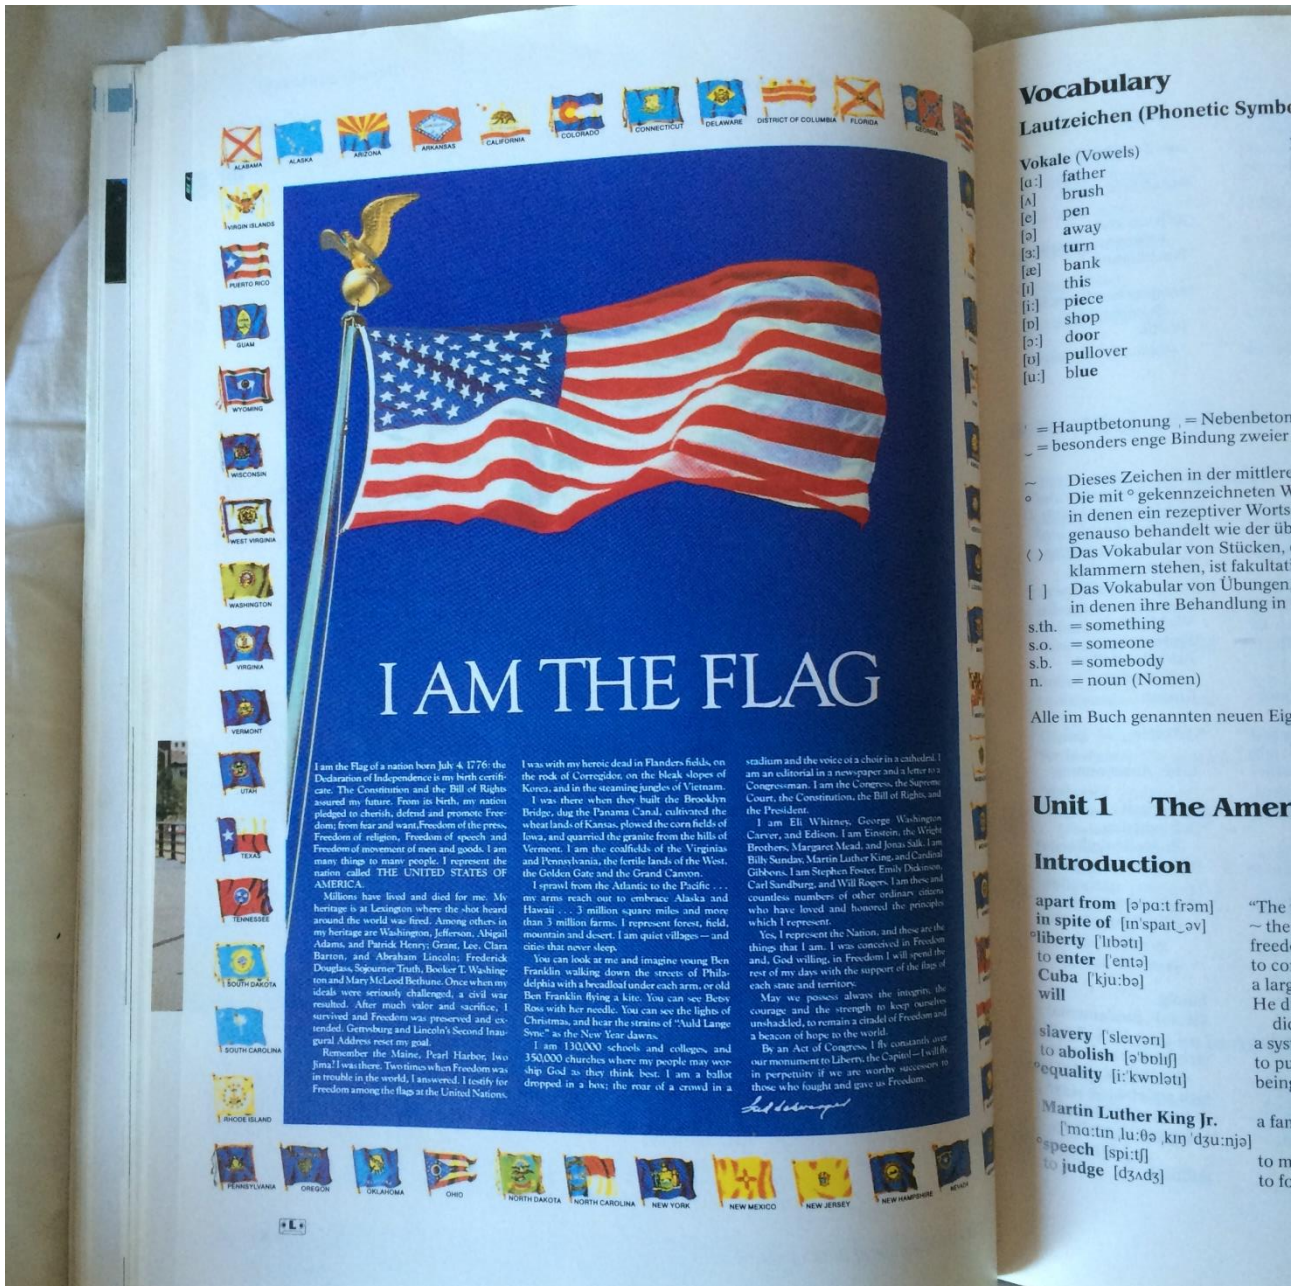 ALABAMA
ALASKA
ARIZONA
ARKANSAS
CALIFORNIA
COLORADO
CONNECTICUT
DELAWARE
DISTRICT OF COLUMBIA
FLORIDA
GEORGIA
VIRGIN ISLANDS
PUERTO RICO
GUAM
WYOMING
WISCONSIN
WEST VIRGINIA
WASHINGTON
VIRGINIA
VERMONT
UTAH
TEXAS
TENNESSEE
SOUTH DAKOTA
SOUTH CAROLINA
RHODE ISLAND
I AM THE FLAG
I am the Flag of a nation born July 4, 1776: the
Declaration of Independence is my birth certifi-
cate. The Constitution and the Bill of Rights
assured my future. From its birth, my nation
pledged to cherish, defend and promote Free-
dom; from fear and want, Freedom of the press,
Freedom of religion, Freedom of speech and
Freedom of movement of men and goods. I am
many things to many people. I represent the
nation called THE UNITED STATES OF
AMERICA.
Millions have lived and died for me. My
heritage is at Lexington where the shot heard
around the world was fired. Among others in
my heritage are Washington, Jefferson, Abigail
Adams, and Patrick Henry; Grant, Lee, Clara
Barton, and Abraham Lincoln; Frederick
Douglass, Sojourner Truth, Booker T. Washing-
ton and Mary McLeod Bethune. Once when my
ideals were seriously challenged, a civil war
resulted. After much valor and sacrifice, I
survived and Freedom was preserved and ex-
tended. Gettysburg and Lincoln's Second Inau-
gural Address reset my goal.
Remember the Maine, Pearl Harbor, Iwo
Jima? I was there. Two times when Freedom was
in trouble in the world, I answered. I testify for
Freedom among the flags at the United Nations.
I was with my heroic dead in Flanders fields, on
the rock of Corregidor, on the bleak slopes of
Korea, and in the steaming jungles of Vietnam.
I was there when they built the Brooklyn
Bridge, dug the Panama Canal, cultivated the
wheat lands of Kansas, plowed the corn fields of
Iowa, and quarried the granite from the hills of
Vermont. I am the coalfields of the Virginias
and Pennsylvania, the fertile lands of the West,
the Golden Gate and the Grand Canyon.
I sprawl from the Atlantic to the Pacific . . .
my arms reach out to embrace Alaska and
Hawaii . . . 3 million square miles and more
than 3 million farms. I represent forest, field,
mountain and desert. I am quiet villages — and
cities that never sleep.
You can look at me and imagine young Ben
Franklin walking down the streets of Phila-
delphia with a breadloaf under each arm, or old
Ben Franklin flying a kite. You can see Betsy
Ross with her needle. You can see the lights of
Christmas, and hear the strains of "Auld Lange
Syne" as the New Year dawns.
I am 130,000 schools and colleges, and
350,000 churches where my people may wor-
ship God as they think best. I am a ballot
dropped in a box; the roar of a crowd in a
stadium and the voice of a choir in a cathedral. I
am an editorial in a newspaper and a letter to a
Congressman. I am the Congress, the Supreme
Court, the Constitution, the Bill of Rights, and
the President.
I am Eli Whitney, George Washington
Carver, and Edison. I am Einstein, the Wright
Brothers, Margaret Mead, and Jonas Salk. I am
Billy Sunday, Martin Luther King, and Cardinal
Gibbons. I am Stephen Foster, Emily Dickinson,
Carl Sandburg, and Will Rogers. I am these and
countless numbers of other ordinary citizens
who have loved and honored the principles
which I represent.
Yes, I represent the Nation, and these are the
things that I am. I was conceived in Freedom
and, God willing, in Freedom I will spend the
rest of my days with the support of the flags of
each state and territory.
May we possess always the integrity, the
courage and the strength to keep ourselves
unshackled, to remain a citadel of Freedom and
a beacon of hope to the world.
By an Act of Congress, I fly constantly over
our monument to Liberty, the Capitol — I will fly
in perpetuity if we are worthy successors to
those who fought and gave us Freedom.
PENNSYLVANIA
OREGON
OKLAHOMA
OHIO
NORTH DAKOTA
NORTH CAROLINA
NEW YORK
NEW MEXICO
NEW JERSEY
NEW HAMPSHIRE
NEVADA
L
Vocabulary
Lautzeichen (Phonetic Symbo
Vokale (Vowels)
[ɑː] father
[ʌ] brush
[e] pen
[ə] away
[ɜː] turn
[æ] bank
[ɪ] this
[iː] piece
[ɒ] shop
[ɔː] door
[ʊ] pullover
[uː] blue
ˈ = Hauptbetonung ˌ = Nebenbeton
‿ = besonders enge Bindung zweier
~ Dieses Zeichen in der mittlere
° Die mit ° gekennzeichneten W
in denen ein rezeptiver Worts
genauso behandelt wie der üb
⟨ ⟩ Das Vokabular von Stücken,
klammern stehen, ist fakultati
[ ] Das Vokabular von Übungen,
in denen ihre Behandlung in
s.th. = something
s.o. = someone
s.b. = somebody
n. = noun (Nomen)
Alle im Buch genannten neuen Eig
Unit 1 The Amer
Introduction
apart from [əˈpɑːt frəm] “The
in spite of [ɪnˈspaɪt‿əv] ~ the
°liberty [ˈlɪbətɪ] freed
to enter [ˈentə] to co
Cuba [ˈkjuːbə] a larg
will He d
dic
slavery [ˈsleɪvərɪ] a sys
to abolish [əˈbɒlɪʃ] to pu
°equality [iːˈkwɒlətɪ] being
Martin Luther King Jr. a fam
[ˈmɑːtɪn ˌluːθə ˌkɪŋ ˈdʒuːnjə]
°speech [spiːtʃ] to m
to judge [dʒʌdʒ] to fo